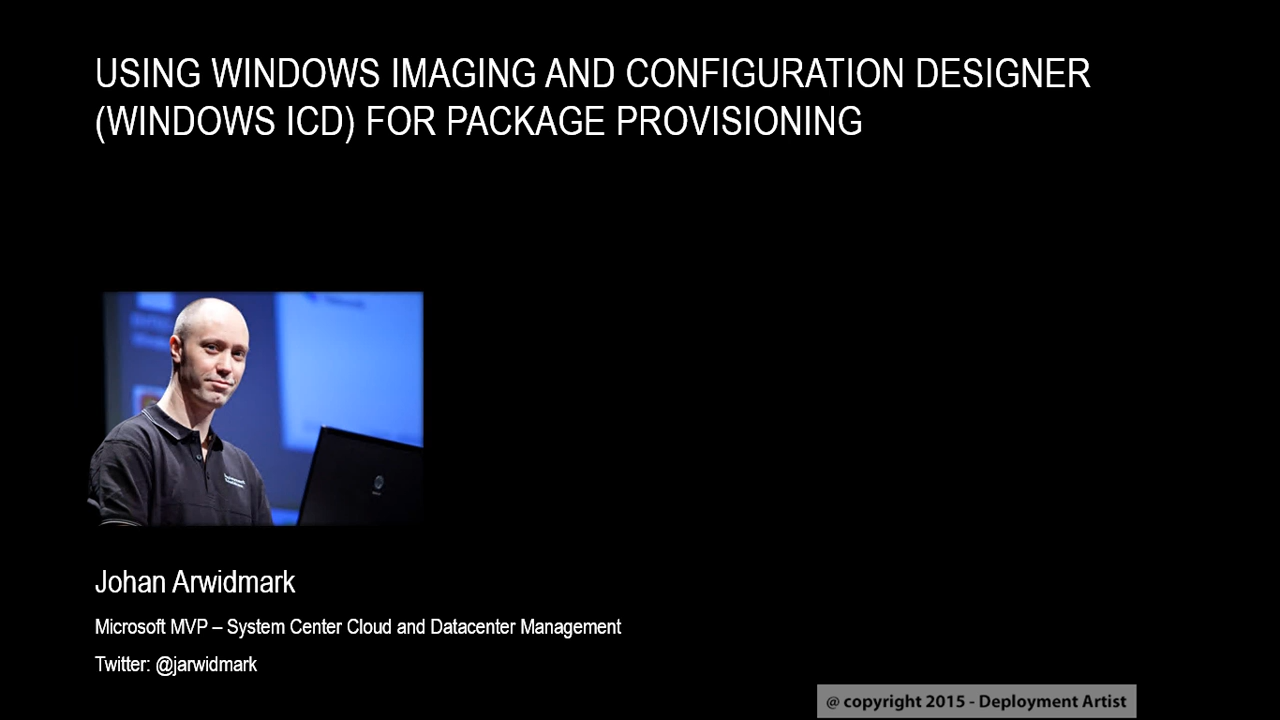 USING WINDOWS IMAGING AND CONFIGURATION DESIGNER
(WINDOWS ICD) FOR PACKAGE PROVISIONING
Johan Arwidmark
Microsoft MVP – System Center Cloud and Datacenter Management
Twitter: @jarwidmark
@ copyright 2015 - Deployment Artist